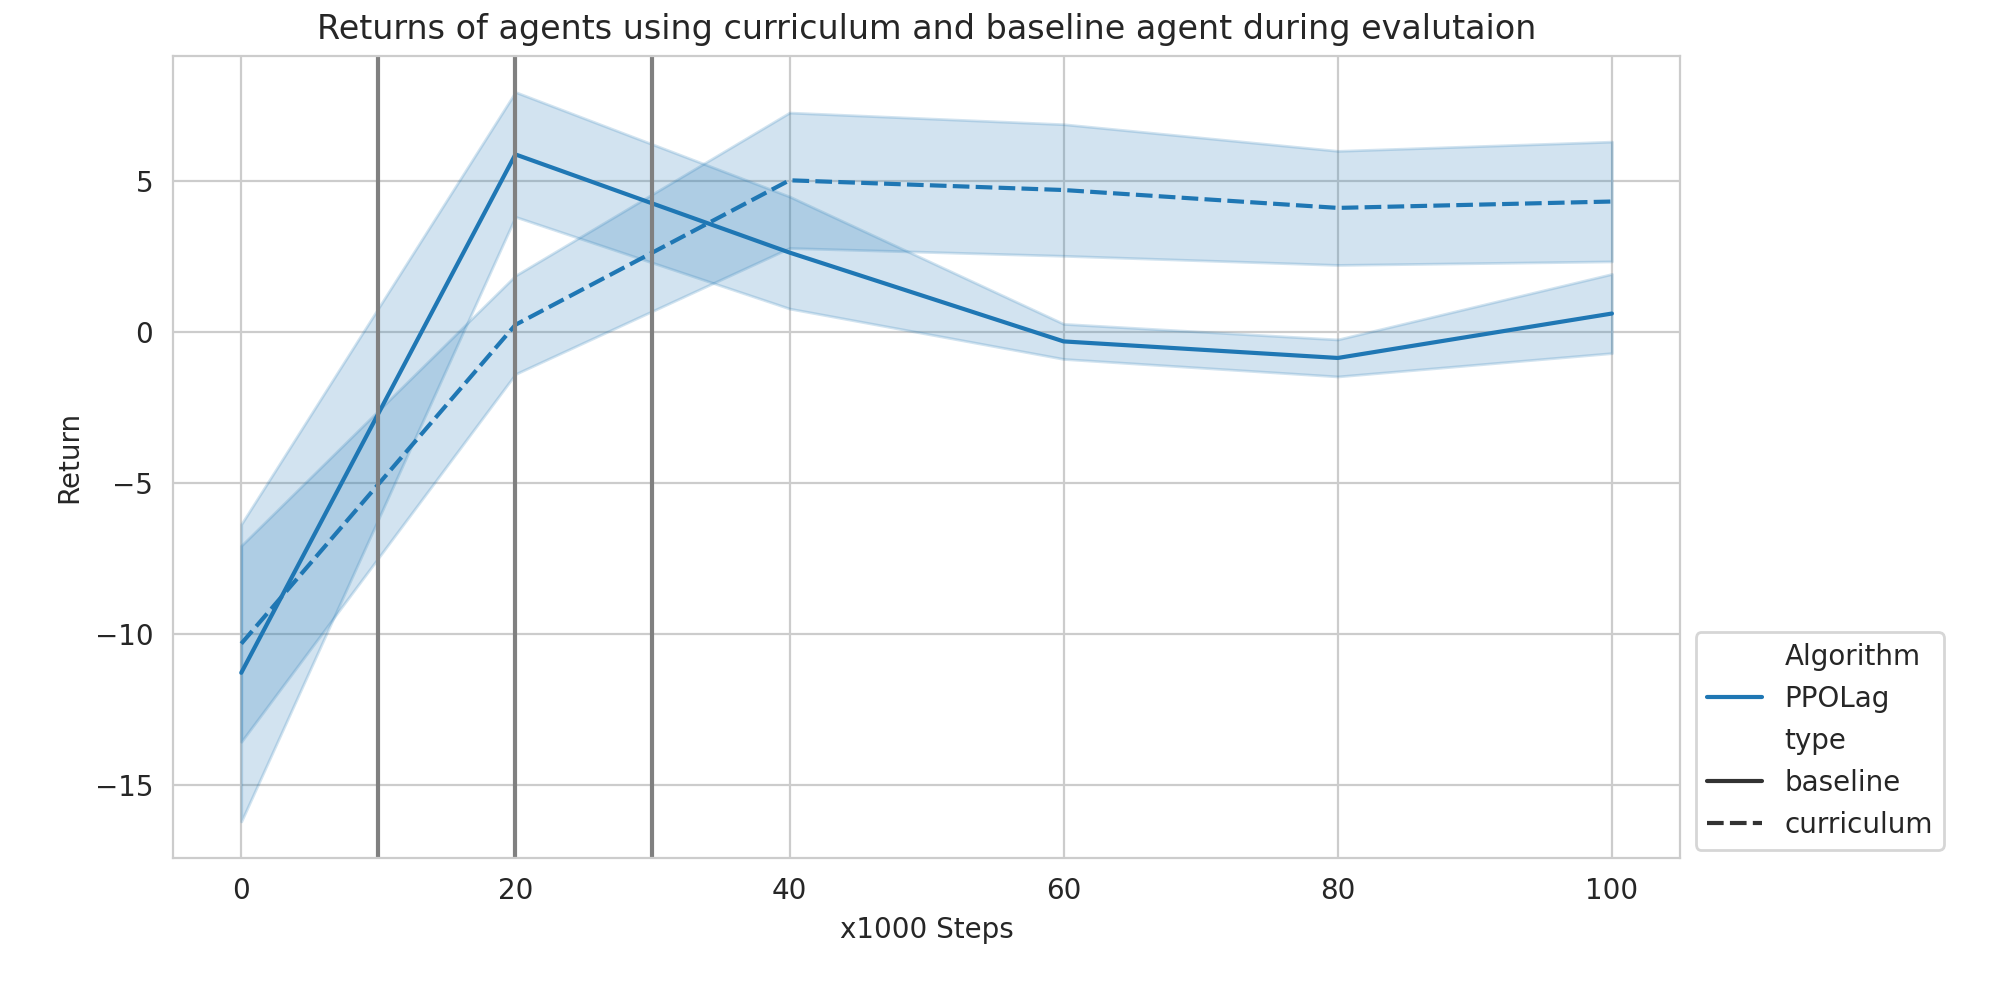 Returns of agents using curriculum and baseline agent during evalutaion
5
0
−5
−10
−15
Return
0 20 40 60 80 100
x1000 Steps
Algorithm
PPOLag
type
baseline
curriculum